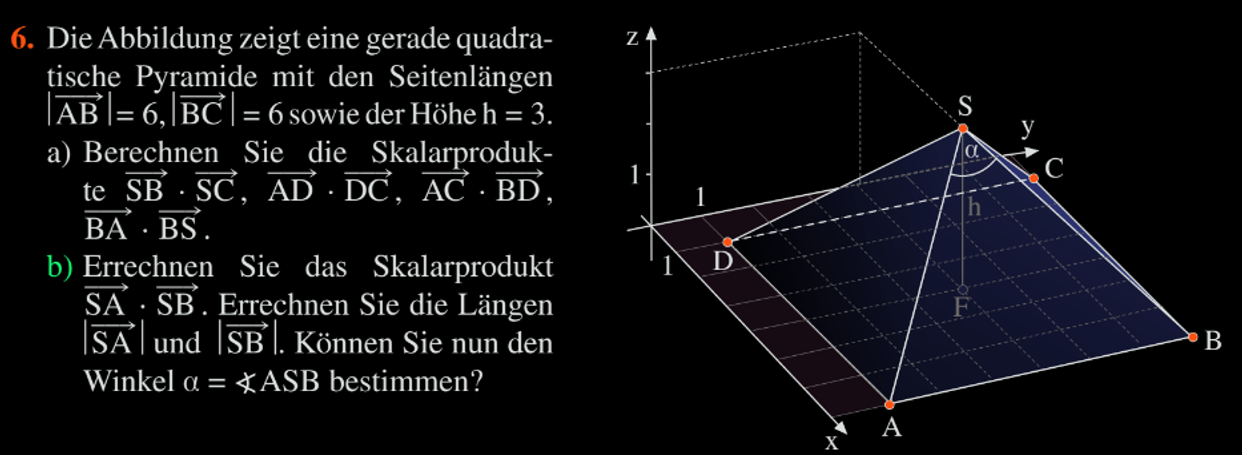 6. Die Abbildung zeigt eine gerade quadra-
tische Pyramide mit den Seitenlängen
|AB⃗| = 6, |BC⃗| = 6 sowie der Höhe h = 3.
a) Berechnen Sie die Skalarproduk-
te SB⃗ · SC⃗, AD⃗ · DC⃗, AC⃗ · BD⃗,
BA⃗ · BS⃗.
b) Errechnen Sie das Skalarprodukt
SA⃗ · SB⃗. Errechnen Sie die Längen
|SA⃗| und |SB⃗|. Können Sie nun den
Winkel α = ∢ASB bestimmen?
z
S
y
α
C
1
1
h
1
D
F
B
A
x